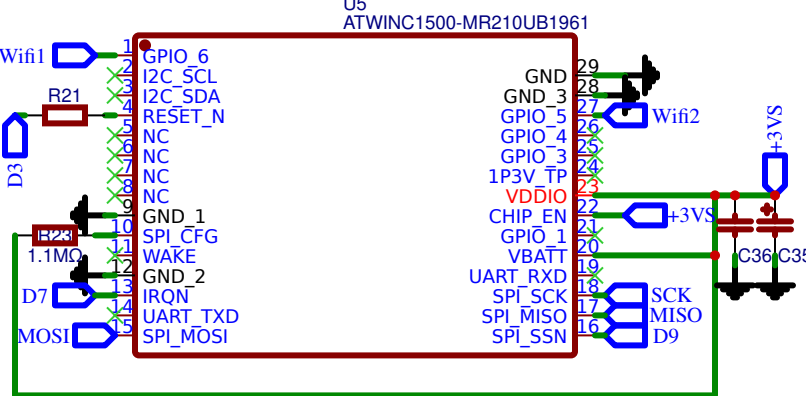 U5
ATWINC1500-MR210UB1961
Wifi1
1
GPIO_6
2
I2C_SCL
3
I2C_SDA
R21
4
RESET_N
D3
5
NC
6
NC
7
NC
8
NC
9
GND_1
R23
1.1MΩ
10
SPI_CFG
11
WAKE
12
GND_2
D7
13
IRQN
14
UART_TXD
MOSI
15
SPI_MOSI
GND
29
GND_3
28
GPIO_5
27
Wifi2
GPIO_4
26
GPIO_3
25
1P3V_TP
24
VDDIO
23
+3VS
CHIP_EN
22
+3VS
GPIO_1
21
VBATT
20
C36
C35
UART_RXD
19
SPI_SCK
18
SCK
SPI_MISO
17
MISO
SPI_SSN
16
D9